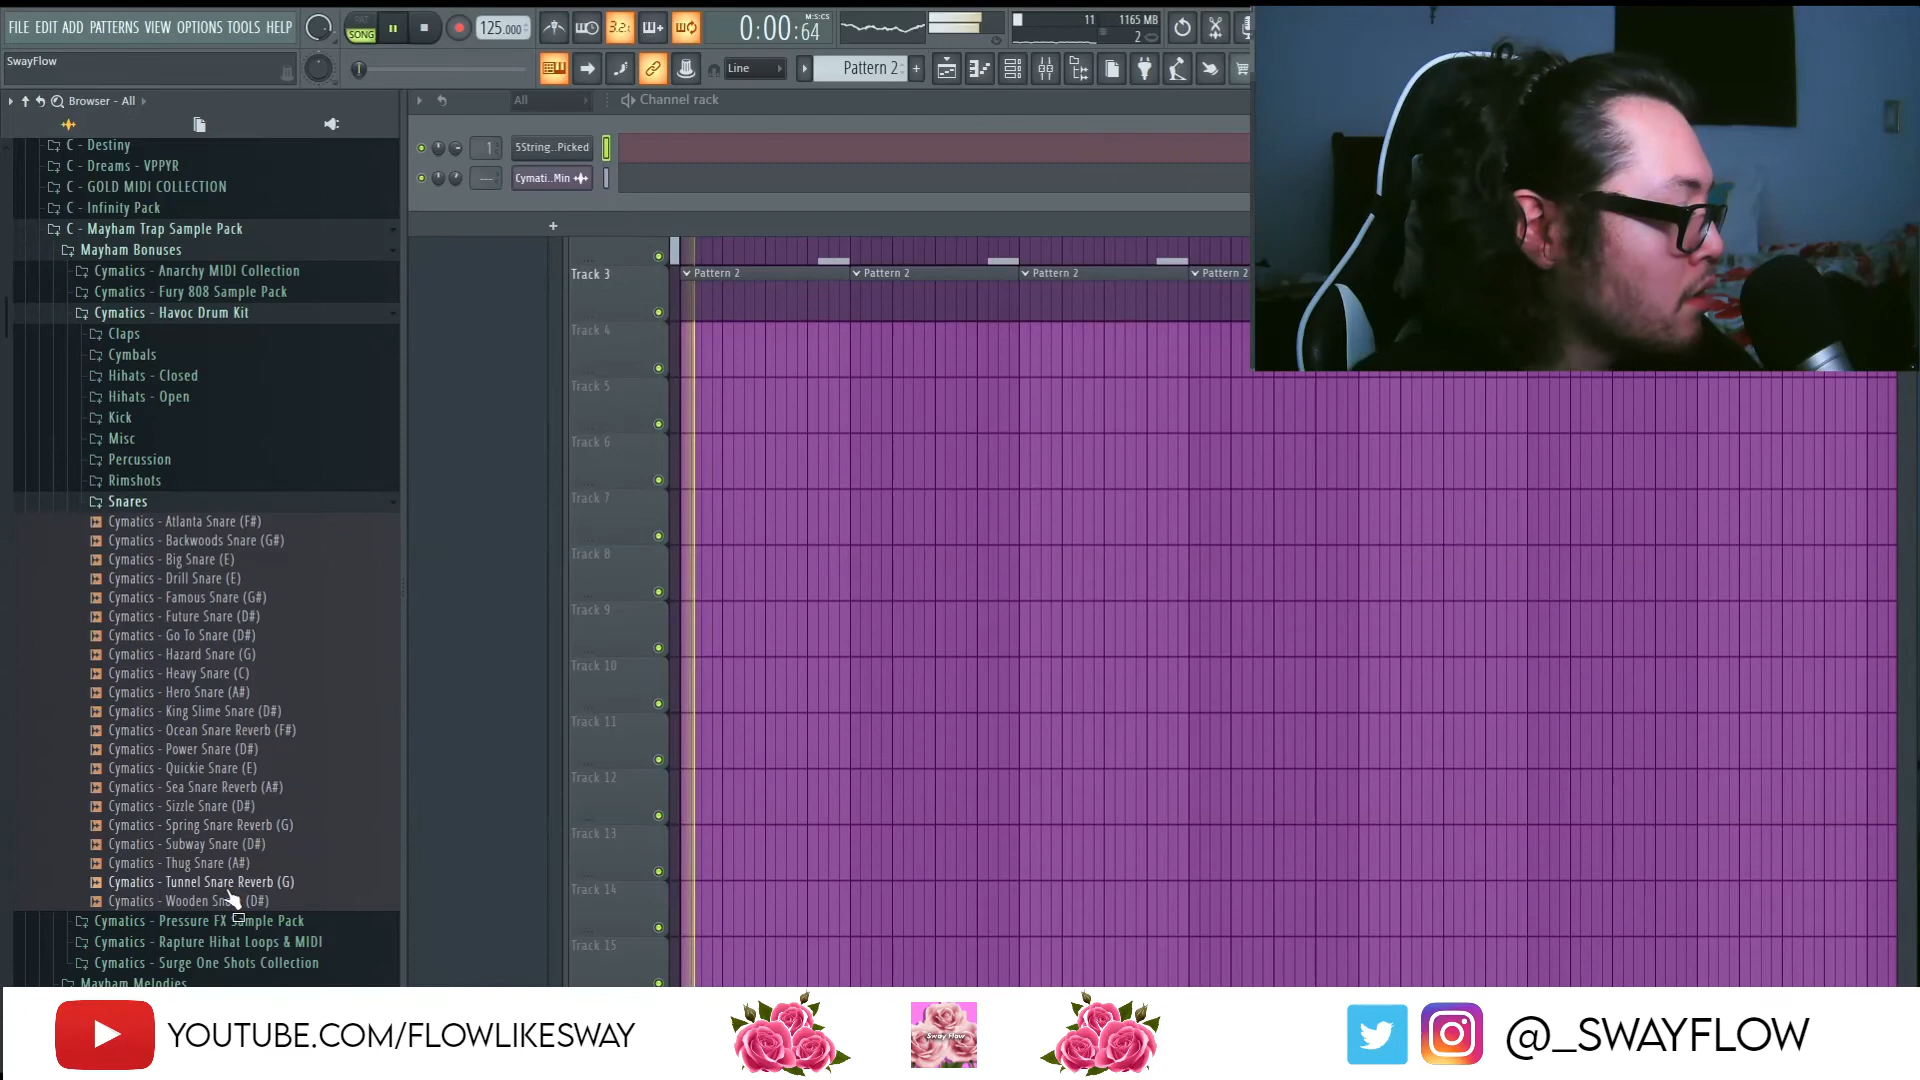 FILE EDIT ADD PATTERNS VIEW OPTIONS TOOLS HELP
PAT
SONG
125.000
3.2
0:00:64
M:S:CS
11
1165 MB
2
SwayFlow
Line
Pattern 2
Browser - All
All
Channel rack
1
5String..Picked
---
Cymati..Min
C - Destiny
C - Dreams - VPPYR
C - GOLD MIDI COLLECTION
C - Infinity Pack
C - Mayham Trap Sample Pack
Mayham Bonuses
Cymatics - Anarchy MIDI Collection
Cymatics - Fury 808 Sample Pack
Cymatics - Havoc Drum Kit
Claps
Cymbals
Hihats - Closed
Hihats - Open
Kick
Misc
Percussion
Rimshots
Snares
Cymatics - Atlanta Snare (F#)
Cymatics - Backwoods Snare (G#)
Cymatics - Big Snare (E)
Cymatics - Drill Snare (E)
Cymatics - Famous Snare (G#)
Cymatics - Future Snare (D#)
Cymatics - Go To Snare (D#)
Cymatics - Hazard Snare (G)
Cymatics - Heavy Snare (C)
Cymatics - Hero Snare (A#)
Cymatics - King Slime Snare (D#)
Cymatics - Ocean Snare Reverb (F#)
Cymatics - Power Snare (D#)
Cymatics - Quickie Snare (E)
Cymatics - Sea Snare Reverb (A#)
Cymatics - Sizzle Snare (D#)
Cymatics - Spring Snare Reverb (G)
Cymatics - Subway Snare (D#)
Cymatics - Thug Snare (A#)
Cymatics - Tunnel Snare Reverb (G)
Cymatics - Wooden (D#)
Cymatics - Pressure FX Sample Pack
Cymatics - Rapture Hihat Loops & MIDI
Cymatics - Surge One Shots Collection
Mayham Melodies
Track 3
Pattern 2
Pattern 2
Pattern 2
Pattern 2
Track 4
Track 5
Track 6
Track 7
Track 8
Track 9
Track 10
Track 11
Track 12
Track 13
Track 14
Track 15
YOUTUBE.COM/FLOWLIKESWAY
Sway Flow
@_SWAYFLOW